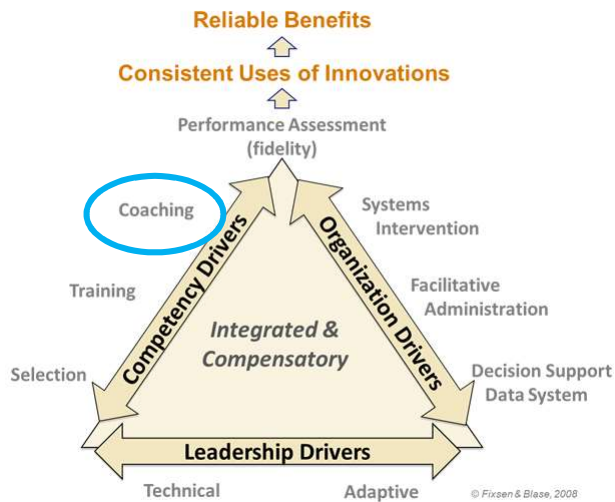 Reliable Benefits
Consistent Uses of Innovations
Performance Assessment
(fidelity)
Coaching
Systems
Intervention
Training
Competency Drivers
Organization Drivers
Facilitative
Administration
Integrated &
Compensatory
Selection
Decision Support
Data System
Leadership Drivers
Technical
Adaptive
© Fixsen & Blase, 2008